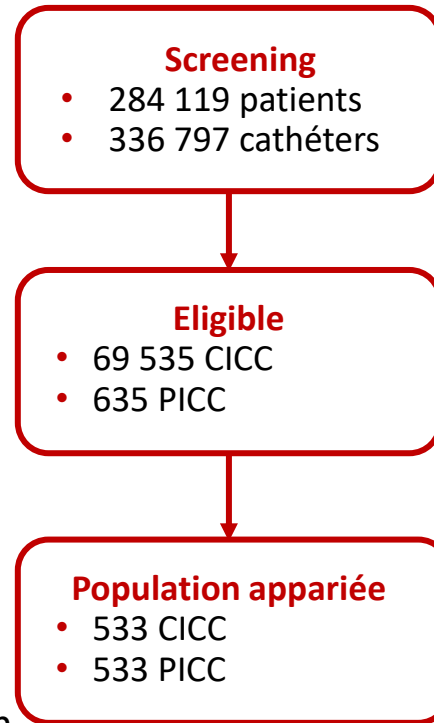 Screening
• 284 119 patients
• 336 797 cathéters
Eligible
• 69 535 CICC
• 635 PICC
Population appariée
• 533 CICC
• 533 PICC